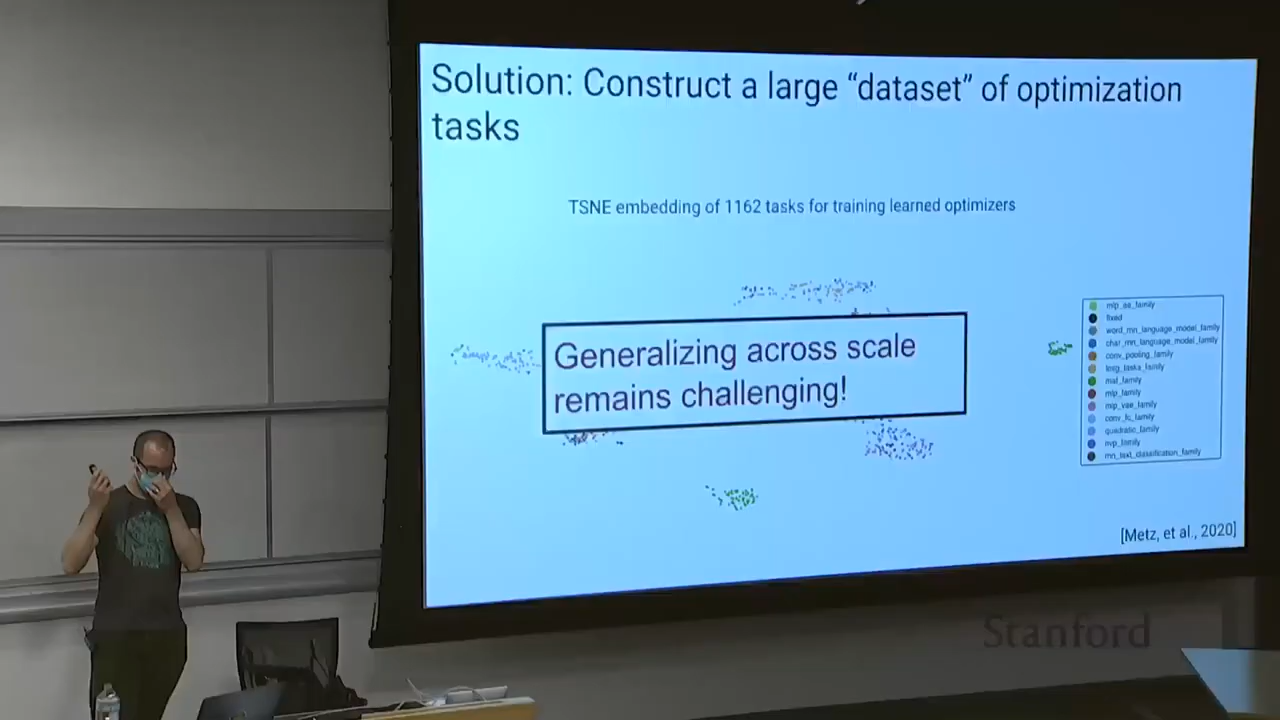 Solution: Construct a large “dataset” of optimization
tasks
TSNE embedding of 1162 tasks for training learned optimizers
Generalizing across scale
remains challenging!
mlp_ae_family
fixed
word_rnn_language_model_family
char_rnn_language_model_family
conv_pooling_family
losg_tasks_family
maf_family
mlp_family
mlp_vae_family
conv_fc_family
quadratic_family
nvp_family
rnn_text_classification_family
[Metz, et al., 2020]
Stanford